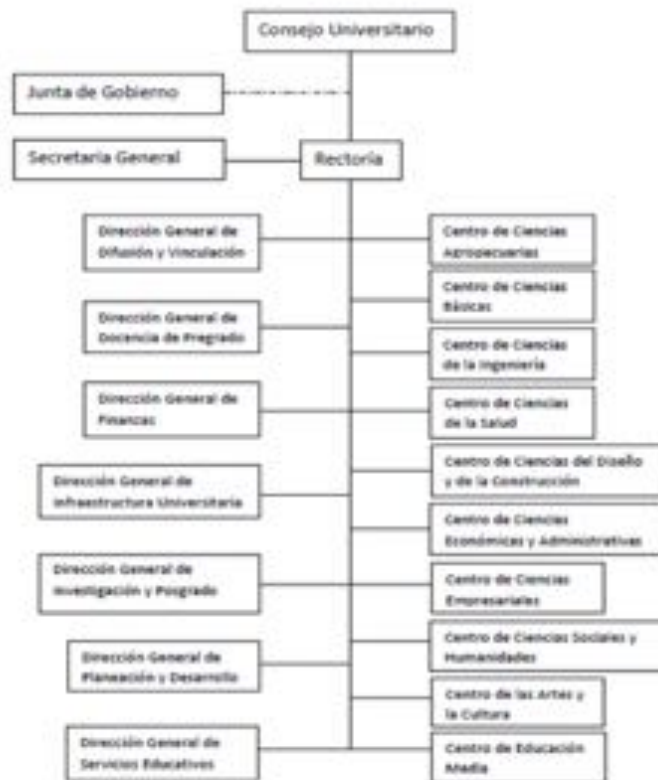 Consejo Universitario
Junta de Gobierno
Secretaría General
Rectoría
Dirección General de
Difusión y Vinculación
Centro de Ciencias
Agropecuarias
Centro de Ciencias
Básicas
Dirección General de
Docencia de Pregrado
Centro de Ciencias
de la Ingeniería
Dirección General de
Finanzas
Centro de Ciencias
de la Salud
Dirección General de
Infraestructura Universitaria
Centro de Ciencias del Diseño
y de la Construcción
Centro de Ciencias
Económicas y Administrativas
Dirección General de
Investigación y Posgrado
Centro de Ciencias
Empresariales
Dirección General de
Planeación y Desarrollo
Centro de Ciencias Sociales y
Humanidades
Centro de las Artes y
la Cultura
Dirección General de
Servicios Educativos
Centro de Educación
Media